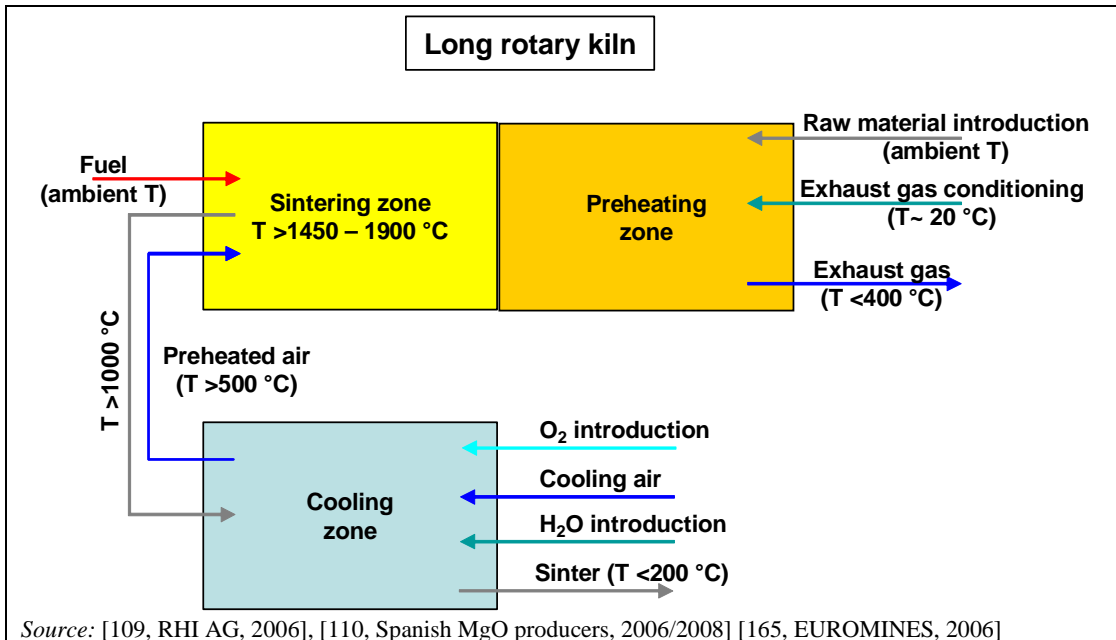 Long rotary kiln
Raw material introduction
(ambient T)
Fuel
(ambient T)
Exhaust gas conditioning
(T~ 20 °C)
Sintering zone
T >1450 – 1900 °C
Preheating
zone
Exhaust gas
(T <400 °C)
T >1000 °C
Preheated air
(T >500 °C)
O2 introduction
Cooling air
Cooling
zone
H2O introduction
Sinter (T <200 °C)
Source: [109, RHI AG, 2006], [110, Spanish MgO producers, 2006/2008] [165, EUROMINES, 2006]